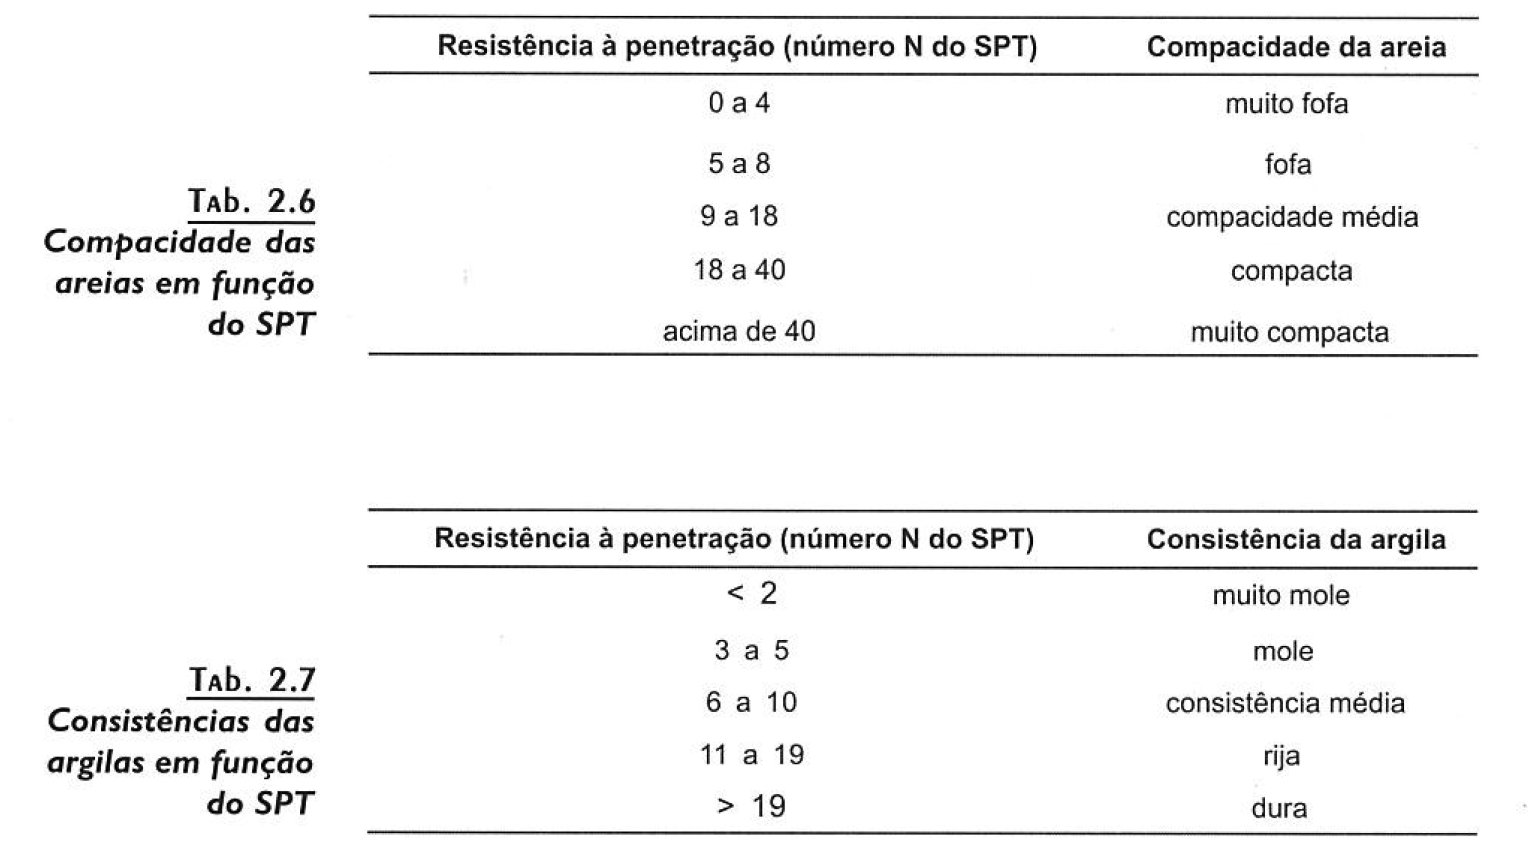 Resistência à penetração (número N do SPT) Compacidade da areia
0 a 4 muito fofa
5 a 8 fofa
9 a 18 compacidade média
18 a 40 compacta
acima de 40 muito compacta
Tab. 2.6
Compacidade das
areias em função
do SPT
Resistência à penetração (número N do SPT) Consistência da argila
< 2 muito mole
3 a 5 mole
6 a 10 consistência média
11 a 19 rija
> 19 dura
Tab. 2.7
Consistências das
argilas em função
do SPT